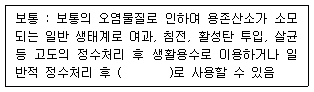 보통 : 보통의 오염물질로 인하여 용존산소가 소모
되는 일반 생태계로 여과, 침전, 활성탄 투입, 살균
등 고도의 정수처리 후 생활용수로 이용하거나 일
반적 정수처리 후 (          )로 사용할 수 있음